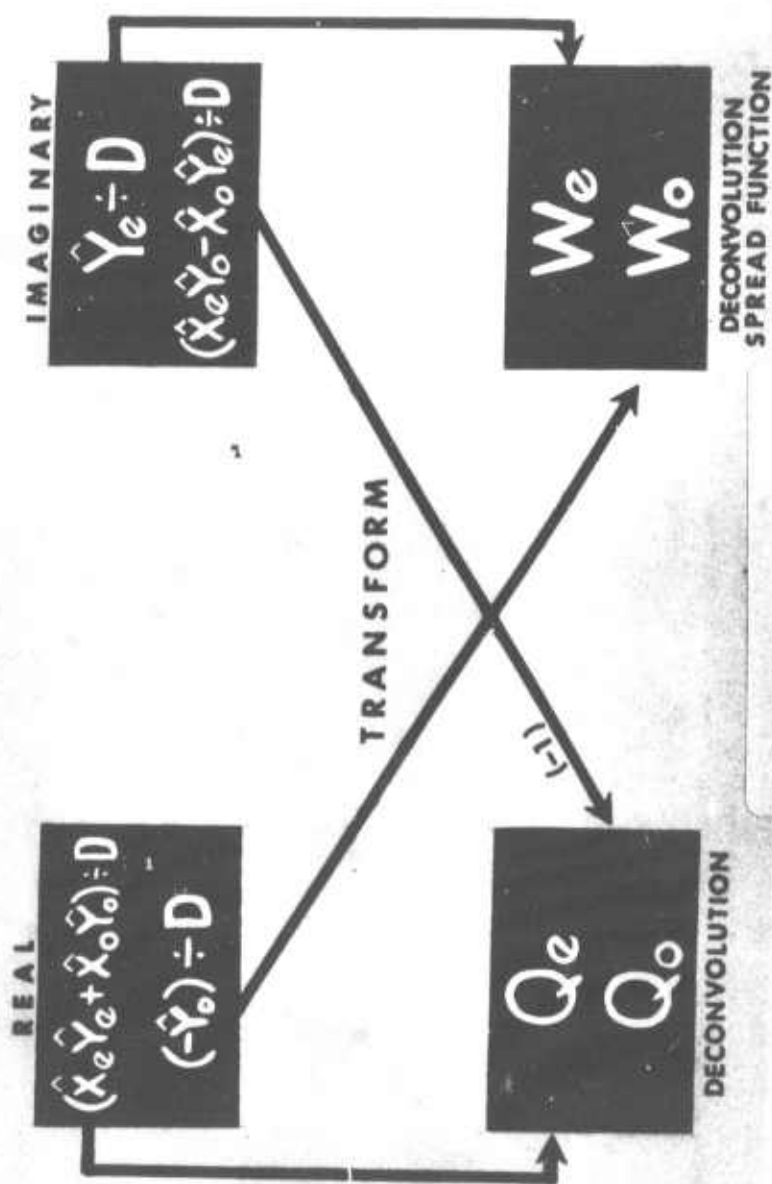 REAL
(X̂eŶe+X̂oŶo)÷D
(-Ŷo)÷D
IMAGINARY
Ŷe÷D
(X̂eŶo-X̂oŶe)÷D
TRANSFORM
(-1)
Qe
Qo
DECONVOLUTION
We
Wo
DECONVOLUTION
SPREAD FUNCTION